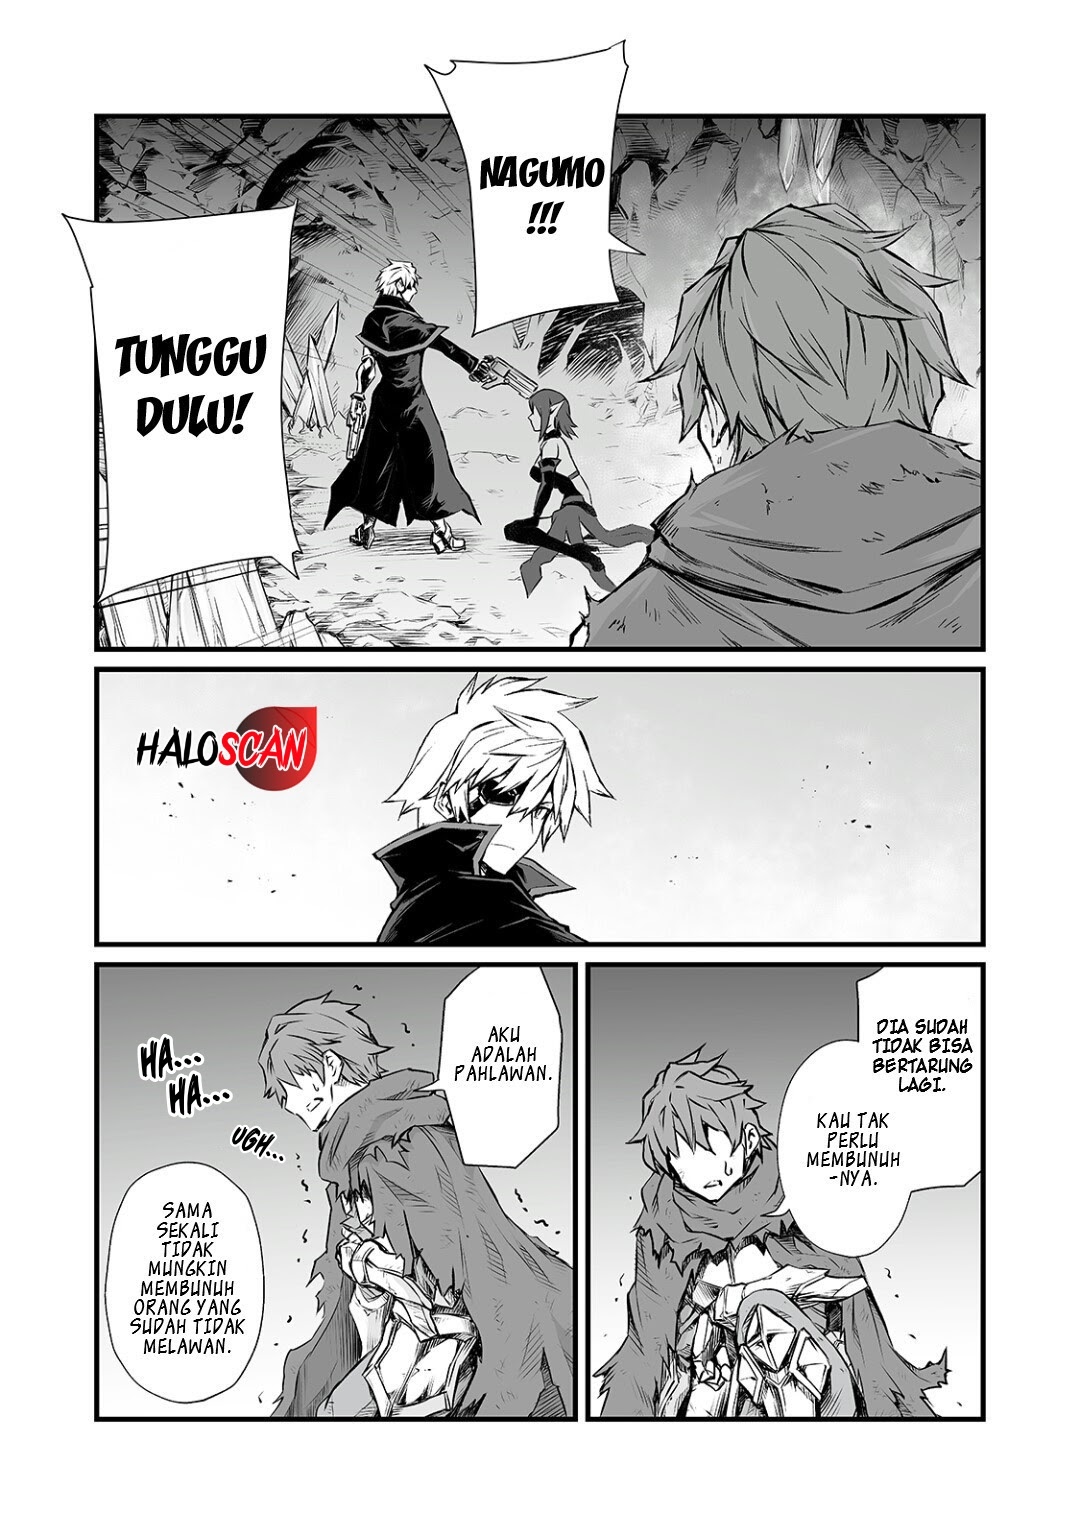 NAGUMO
!!!
TUNGGU
DULU!
HALOSCAN
DIA SUDAH
TIDAK BISA
BERTARUNG
LAGI.
KAU TAK
PERLU
MEMBUNUH
-NYA.
AKU
ADALAH
PAHLAWAN.
HA...
HA...
UGH...
SAMA
SEKALI
TIDAK
MUNGKIN
MEMBUNUH
ORANG YANG
SUDAH TIDAK
MELAWAN.